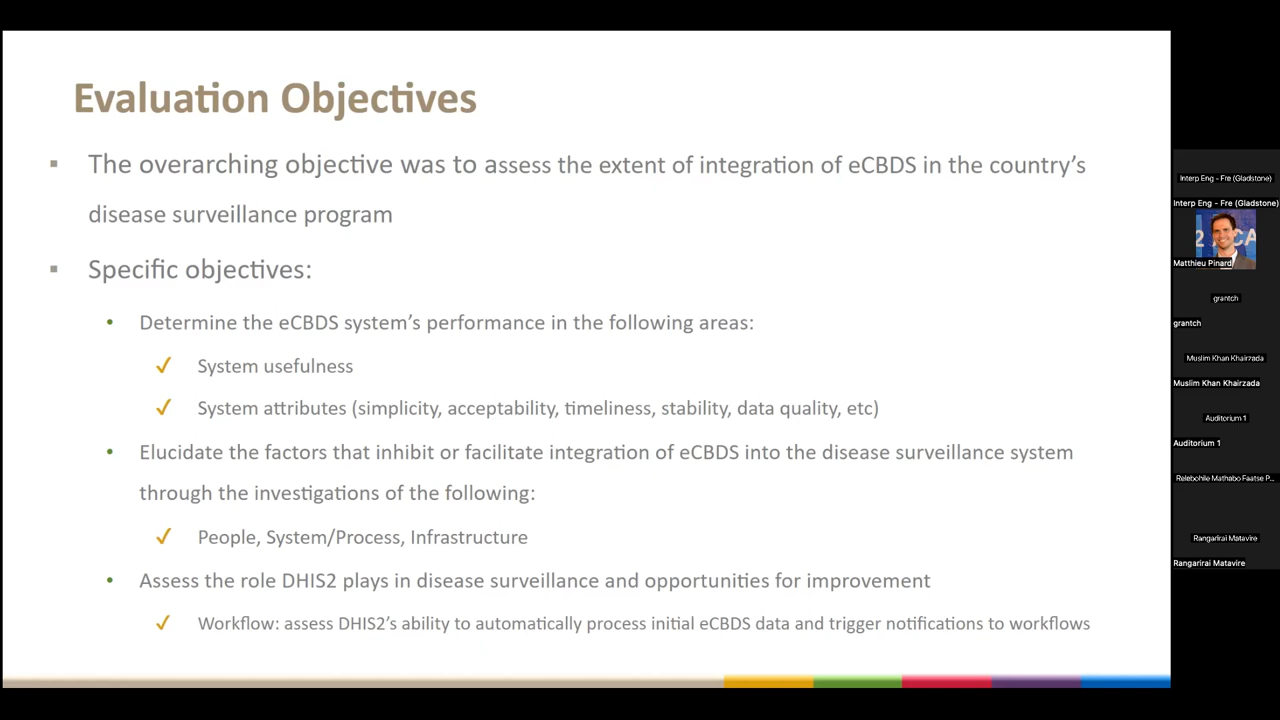 Evaluation Objectives
▪ The overarching objective was to assess the extent of integration of eCBDS in the country's
disease surveillance program
▪ Specific objectives:
• Determine the eCBDS system's performance in the following areas:
✓ System usefulness
✓ System attributes (simplicity, acceptability, timeliness, stability, data quality, etc)
• Elucidate the factors that inhibit or facilitate integration of eCBDS into the disease surveillance system
through the investigations of the following:
✓ People, System/Process, Infrastructure
• Assess the role DHIS2 plays in disease surveillance and opportunities for improvement
✓ Workflow: assess DHIS2's ability to automatically process initial eCBDS data and trigger notifications to workflows
Interp Eng - Fre (Gladstone)
Interp Eng - Fre (Gladstone)
Matthieu Pinard
grantch
grantch
Muslim Khan Khairzada
Muslim Khan Khairzada
Auditorium 1
Auditorium 1
Relebohile Mathabo Faatse P...
Rangarirai Matavire
Rangarirai Matavire